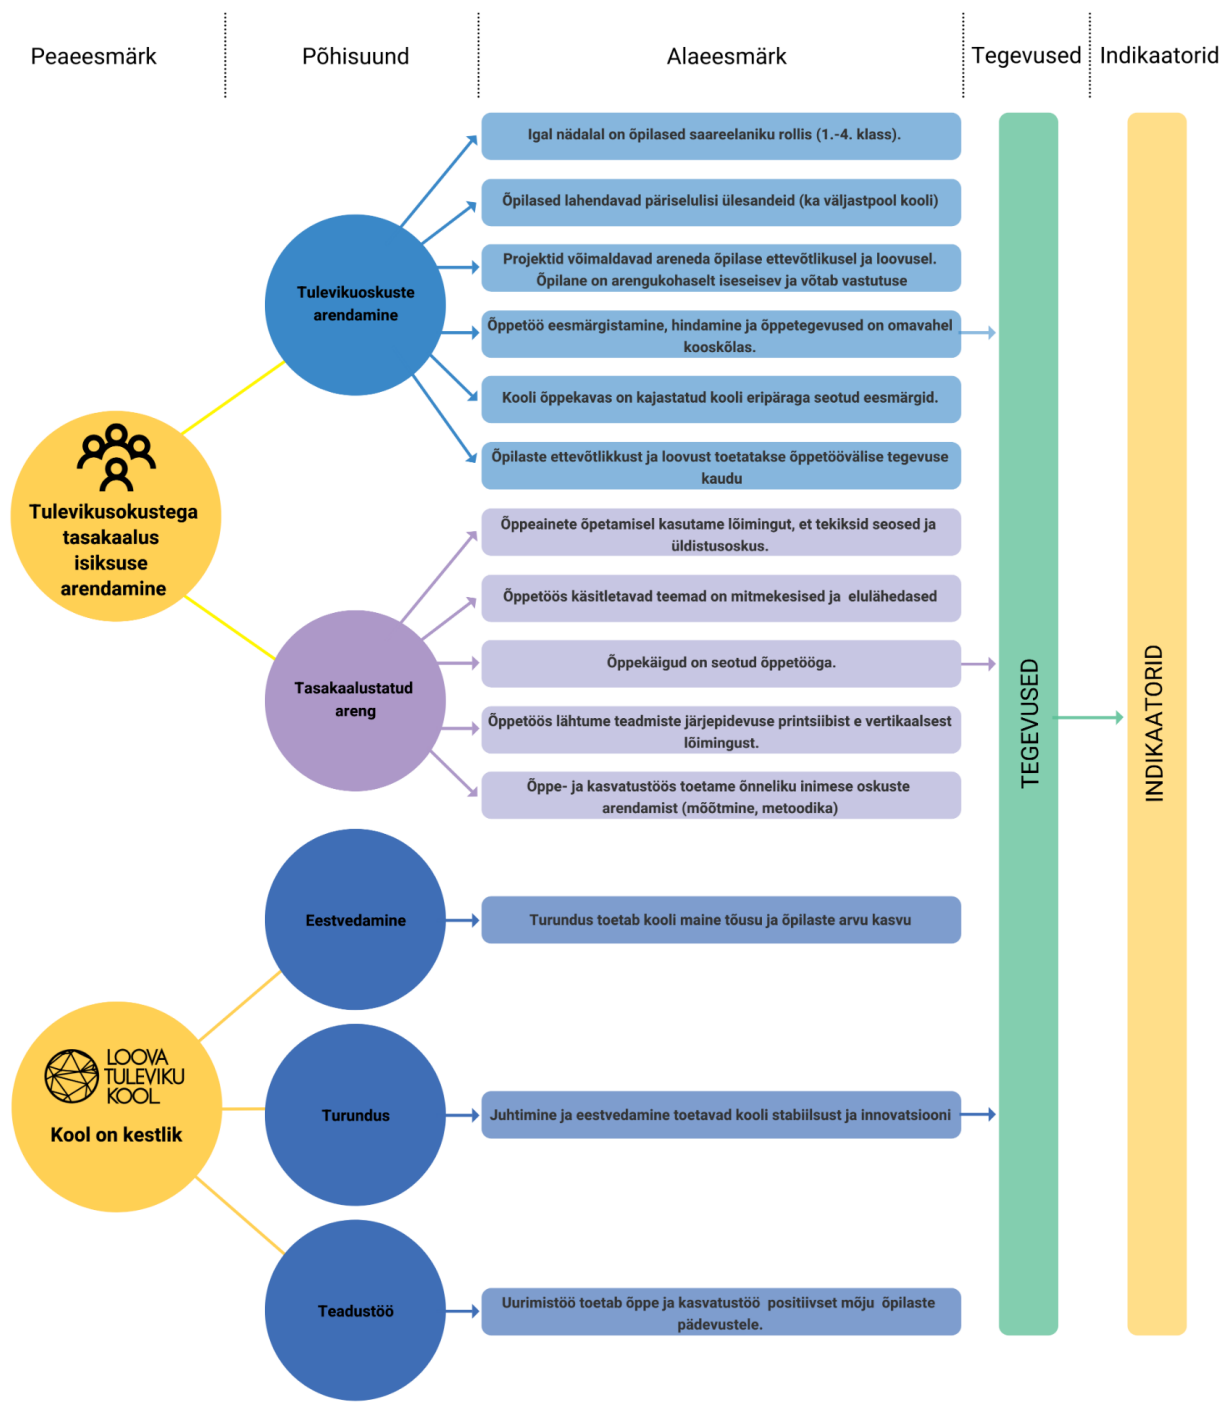 Peaeesmärk
Põhisuund
Alaeesmärk
Tegevused
Indikaatorid
Tulevikusokustega
tasakaalus
isiksuse
arendamine
Tulevikuoskuste
arendamine
Igal nädalal on õpilased saareelaniku rollis (1.-4. klass).
Õpilased lahendavad päriselulisi ülesandeid (ka väljastpool kooli)
Projektid võimaldavad areneda õpilase ettevõtlikusel ja loovusel.
Õpilane on arengukohaselt iseseisev ja võtab vastutuse
Õppetöö eesmärgistamine, hindamine ja õppetegevused on omavahel
kooskõlas.
Kooli õppekavas on kajastatud kooli eripäraga seotud eesmärgid.
Õpilaste ettevõtlikkust ja loovust toetatakse õppetöövälise tegevuse
kaudu
Tasakaalustatud
areng
Õppeainete õpetamisel kasutame lõimingut, et tekiksid seosed ja
üldistusoskus.
Õppetöös käsitletavad teemad on mitmekesised ja elulähedased
Õppekäigud on seotud õppetööga.
Õppetöös lähtume teadmiste järjepidevuse printsiibist e vertikaalsest
lõimingust.
Õppe- ja kasvatustöös toetame õnneliku inimese oskuste
arendamist (mõõtmine, metoodika)
LOOVA
TULEVIKU
KOOL
Kool on kestlik
Eestvedamine
Turundus toetab kooli maine tõusu ja õpilaste arvu kasvu
Turundus
Juhtimine ja eestvedamine toetavad kooli stabiilsust ja innovatsiooni
Teadustöö
Uurimistöö toetab õppe ja kasvatustöö positiivset mõju õpilaste
pädevustele.
TEGEVUSED
INDIKAATORID